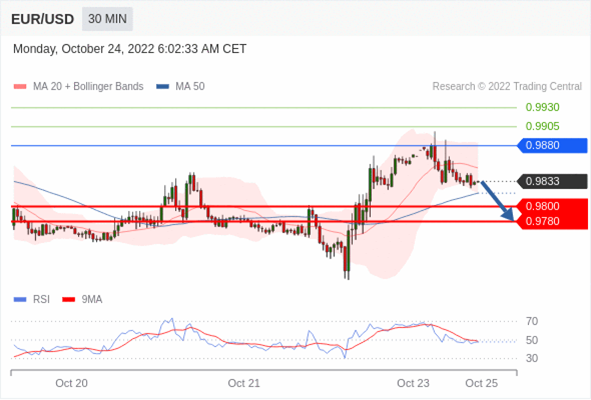 EUR/USD 30 MIN
Monday, October 24, 2022 6:02:33 AM CET
MA 20 + Bollinger Bands MA 50 Research © 2022 Trading Central
0.9930
0.9905
0.9880
0.9833
0.9800
0.9780
RSI 9MA
70
50
30
Oct 20 Oct 21 Oct 23 Oct 25